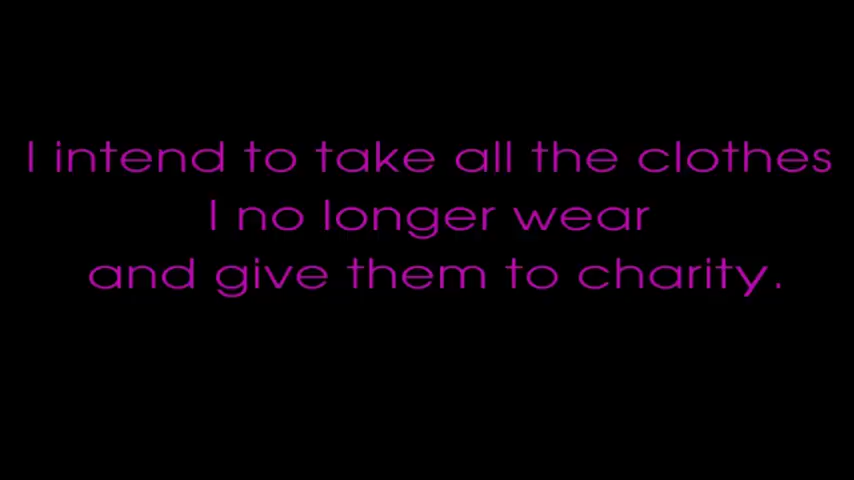 I intend to take all the clothes
I no longer wear
and give them to charity.